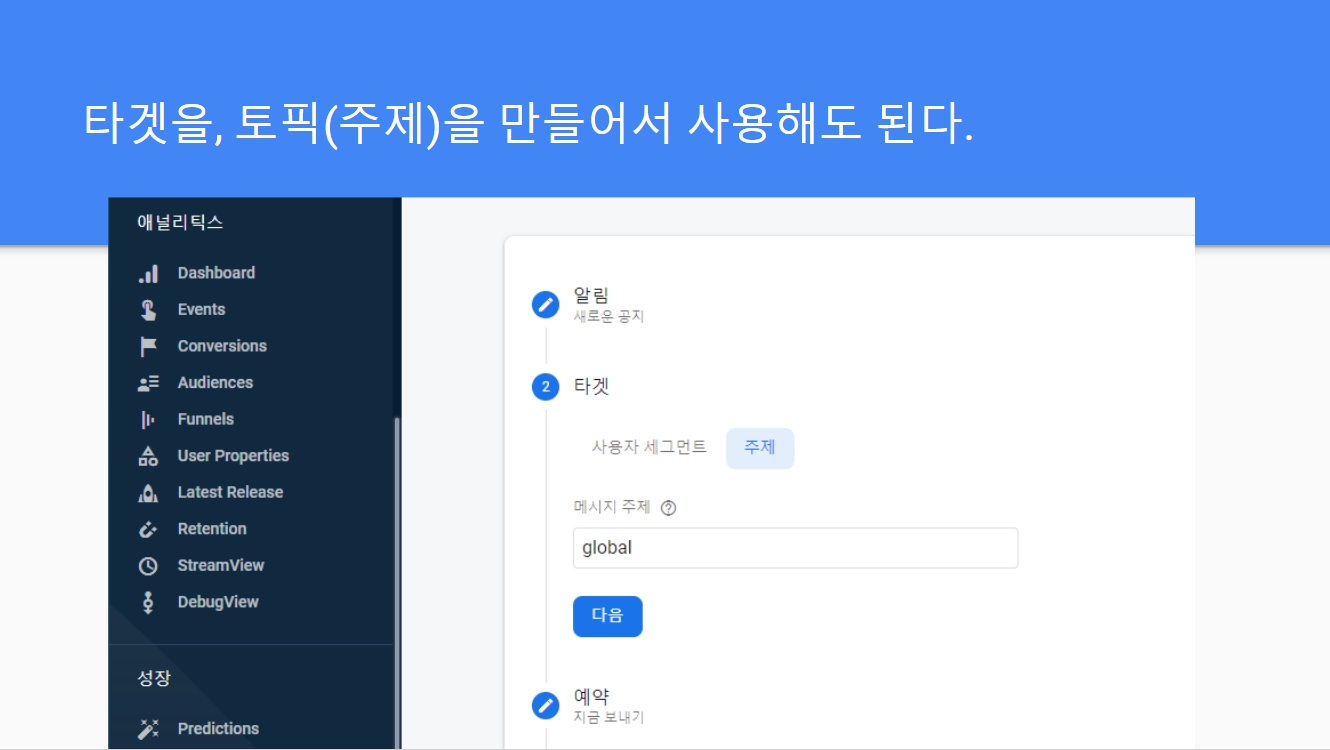 타겟을, 토픽(주제)을 만들어서 사용해도 된다.
애널리틱스
Dashboard
Events
Conversions
Audiences
Funnels
User Properties
Latest Release
Retention
StreamView
DebugView
성장
Predictions
알림
새로운 공지
2 타겟
사용자 세그먼트 주제
메시지 주제 ?
global
다음
예약
지금 보내기